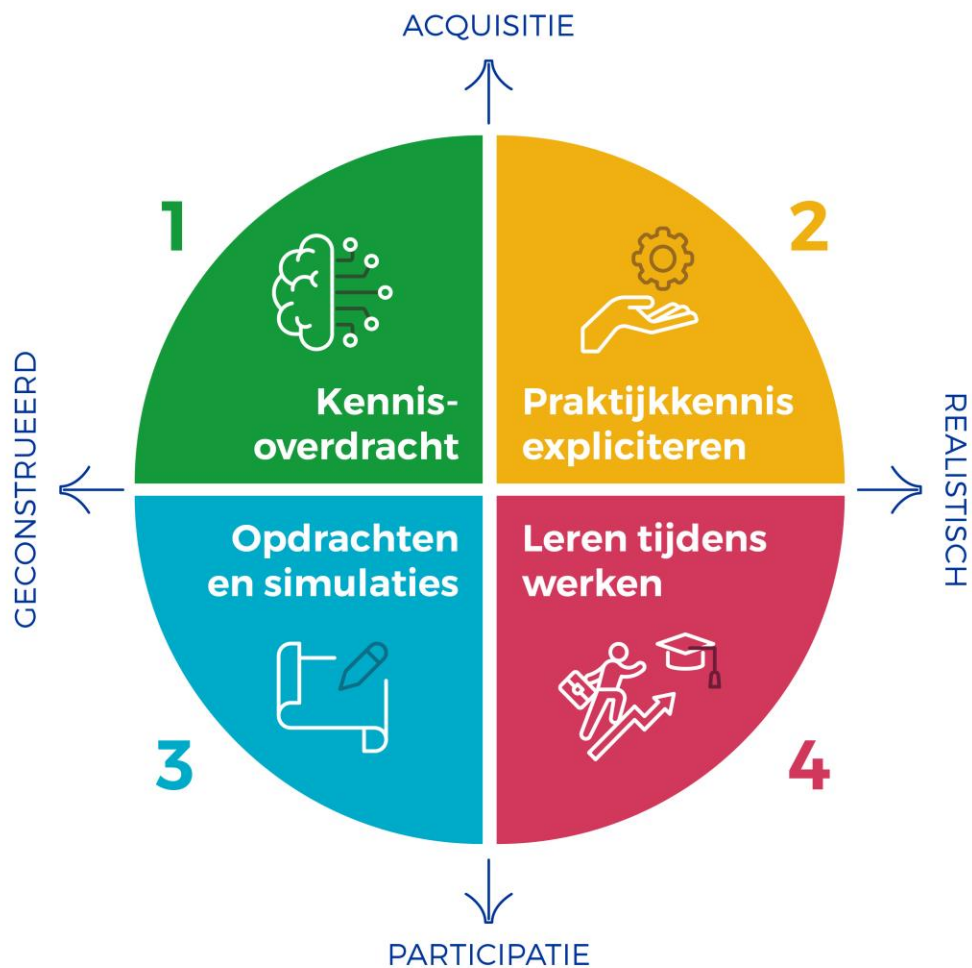 ACQUISITIE
1
2
Kennis-
overdracht
Praktijkkennis
expliciteren
GECONSTRUEERD
REALISTISCH
Opdrachten
en simulaties
Leren tijdens
werken
3
4
PARTICIPATIE